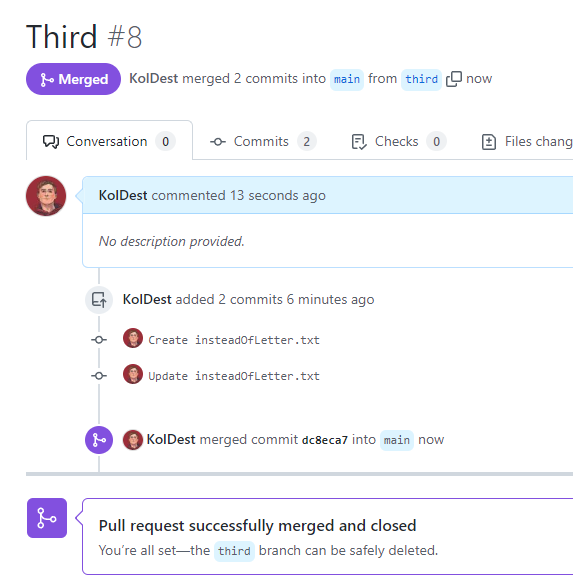 Third #8
Merged KolDest merged 2 commits into main from third now
Conversation 0 Commits 2 Checks 0 Files chang
KolDest commented 13 seconds ago
No description provided.
KolDest added 2 commits 6 minutes ago
Create insteadOfLetter.txt
Update insteadOfLetter.txt
KolDest merged commit dc8eca7 into main now
Pull request successfully merged and closed
You're all set—the third branch can be safely deleted.